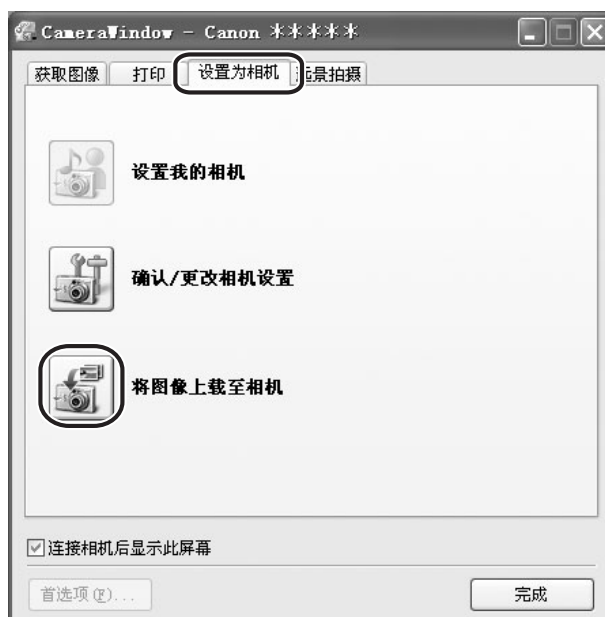 CameraWindow - Canon *****
获取图像 打印 设置为相机 远景拍摄
设置我的相机
确认/更改相机设置
将图像上载至相机
连接相机后显示此屏幕
首选项(F)... 完成